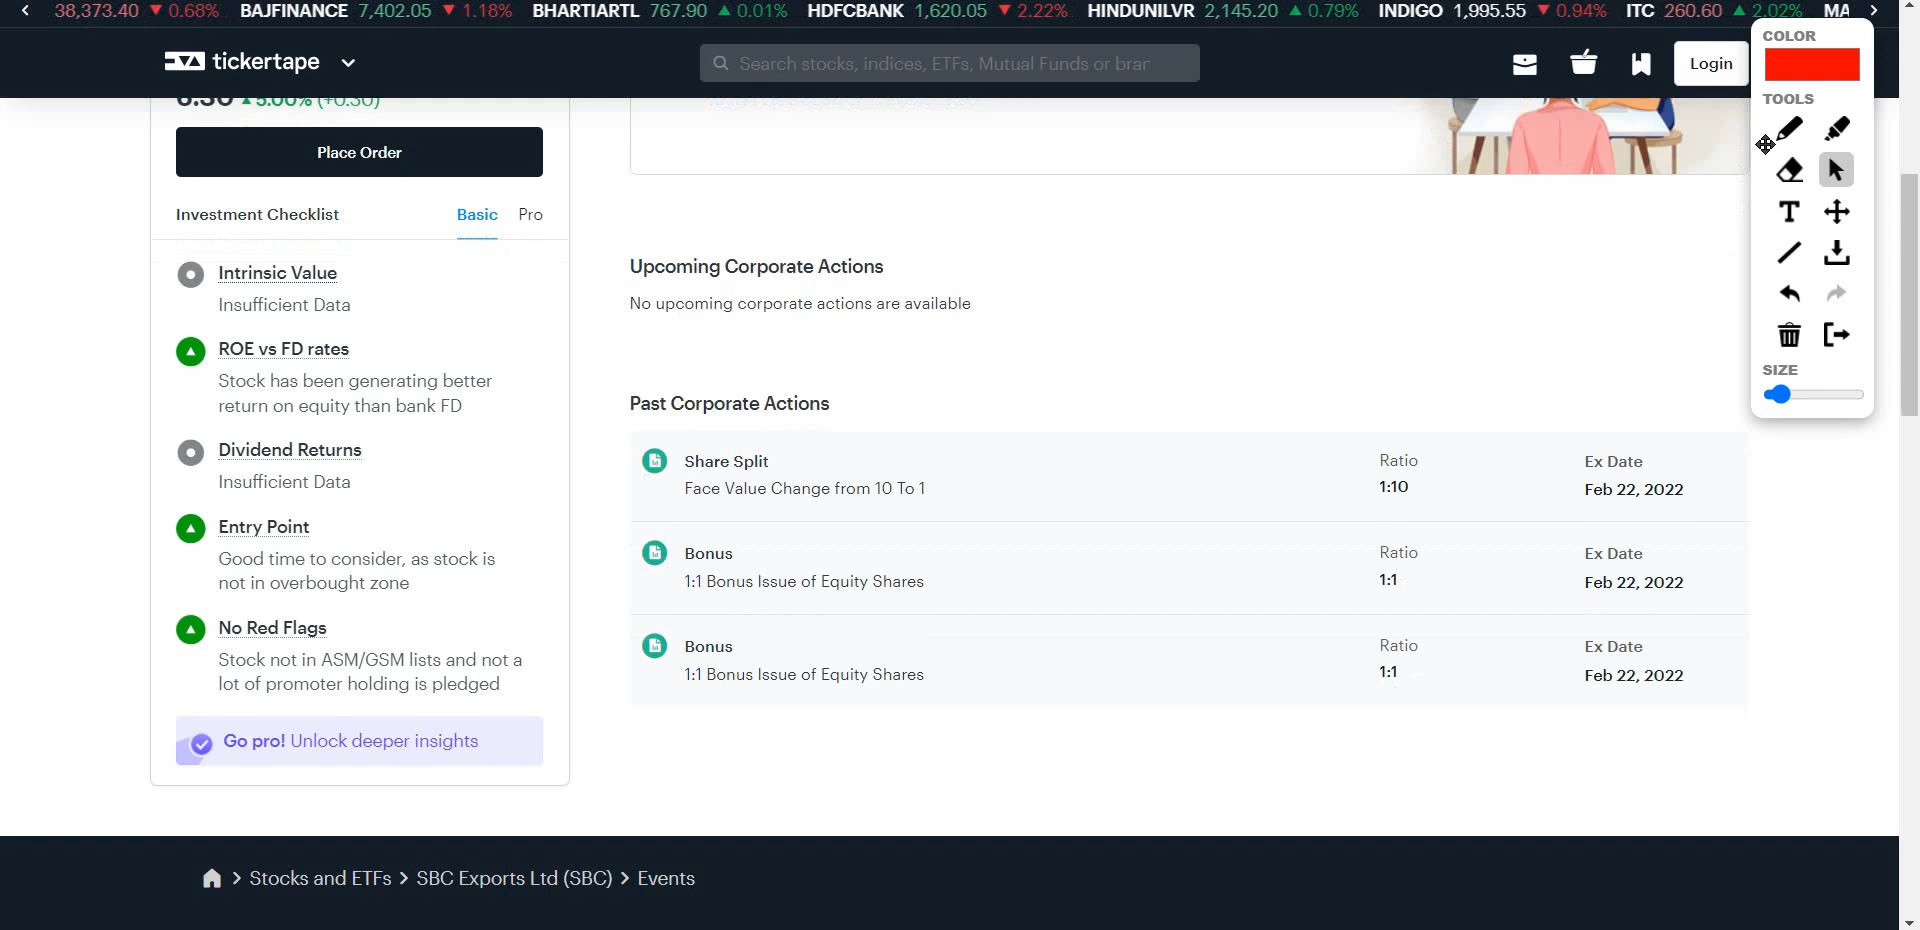 38,373.40 ▼ 0.68% BAJFINANCE 7,402.05 ▼ 1.18% BHARTIARTL 767.90 ▲ 0.01% HDFCBANK 1,620.05 ▼ 2.22% HINDUNILVR 2,145.20 ▲ 0.79% INDIGO 1,995.55 ▼ 0.94% ITC 260.60 ▲ 2.02% MA
tickertape
Search stocks, indices, ETFs, Mutual Funds or brar
Login
COLOR
TOOLS
SIZE
6.30 ▲ 5.00% (+0.30)
Place Order
Investment Checklist
Basic Pro
Intrinsic Value
Insufficient Data
ROE vs FD rates
Stock has been generating better
return on equity than bank FD
Dividend Returns
Insufficient Data
Entry Point
Good time to consider, as stock is
not in overbought zone
No Red Flags
Stock not in ASM/GSM lists and not a
lot of promoter holding is pledged
Go pro! Unlock deeper insights
Upcoming Corporate Actions
No upcoming corporate actions are available
Past Corporate Actions
Share Split Ratio Ex Date
Face Value Change from 10 To 1 1:10 Feb 22, 2022
Bonus Ratio Ex Date
1:1 Bonus Issue of Equity Shares 1:1 Feb 22, 2022
Bonus Ratio Ex Date
1:1 Bonus Issue of Equity Shares 1:1 Feb 22, 2022
Stocks and ETFs > SBC Exports Ltd (SBC) > Events